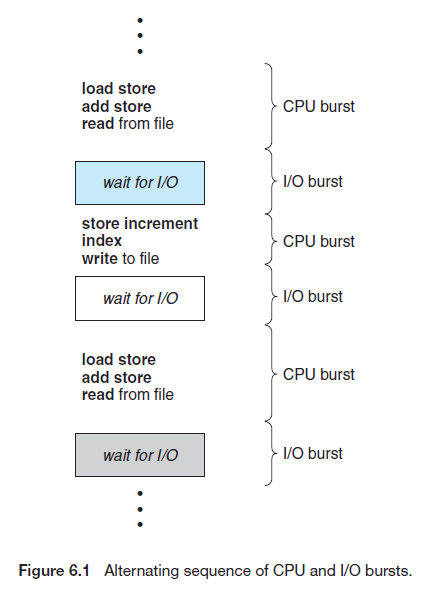 load store
add store
read from file
CPU burst
wait for I/O
I/O burst
store increment
index
write to file
CPU burst
wait for I/O
I/O burst
load store
add store
read from file
CPU burst
wait for I/O
I/O burst
Figure 6.1 Alternating sequence of CPU and I/O bursts.